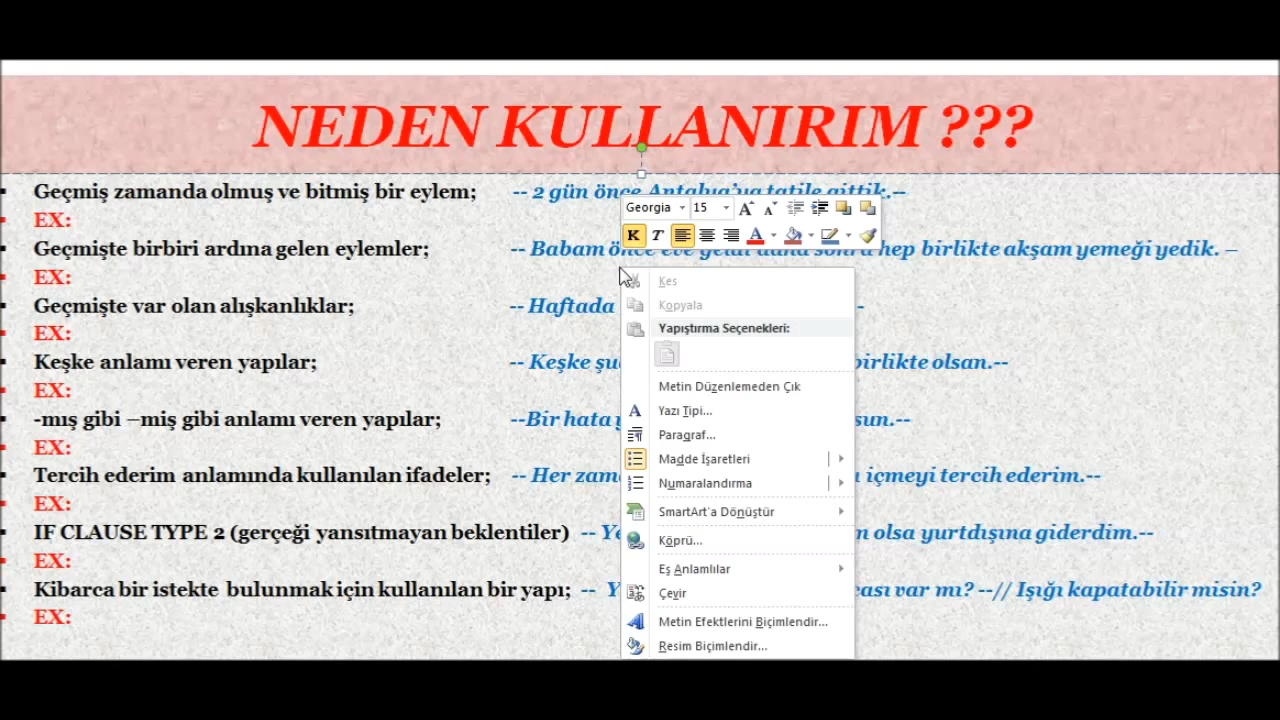 NEDEN KULLANIRIM ???
Geçmiş zamanda olmuş ve bitmiş bir eylem; -- 2 gün önce Antalya'ya tatile gittik.--
EX:
Georgia 15
K T A
Geçmişte birbiri ardına gelen eylemler; -- Babam önce eve geldi daha sonra hep birlikte akşam yemeği yedik. –
EX:
Geçmişte var olan alışkanlıklar; -- Haftada -
EX:
Keşke anlamı veren yapılar; -- Keşke birlikte olsan.--
EX:
-mış gibi –miş gibi anlamı veren yapılar; --Bir hata
EX:
Tercih ederim anlamında kullanılan ifadeler; -- Her içmeyi tercih ederim.--
EX:
IF CLAUSE TYPE 2 (gerçeği yansıtmayan beklentiler) -- olsa yurtdışına giderdim.--
EX:
Kibarca bir istekte bulunmak için kullanılan bir yapı; -- var mı? --// Işığı kapatabilir misin?
EX:
Kes
Kopyala
Yapıştırma Seçenekleri:
Metin Düzenlemeden Çık
Yazı Tipi...
Paragraf...
Madde İşaretleri
Numaralandırma
SmartArt'a Dönüştür
Köprü...
Eş Anlamlılar
Çevir
Metin Efektlerini Biçimlendir...
Resim Biçimlendir...